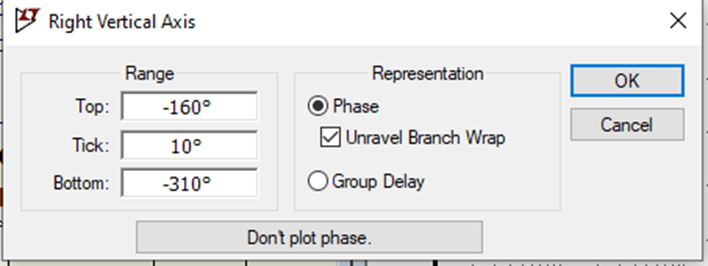 Right Vertical Axis
Range
Top: -160°
Tick: 10°
Bottom: -310°
Representation
Phase
Unravel Branch Wrap
Group Delay
OK
Cancel
Don't plot phase.